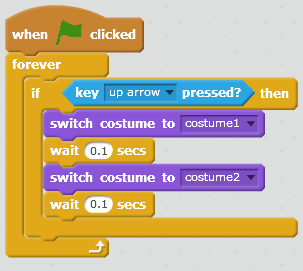 when clicked
forever
if key up arrow pressed? then
switch costume to costume1
wait 0.1 secs
switch costume to costume2
wait 0.1 secs